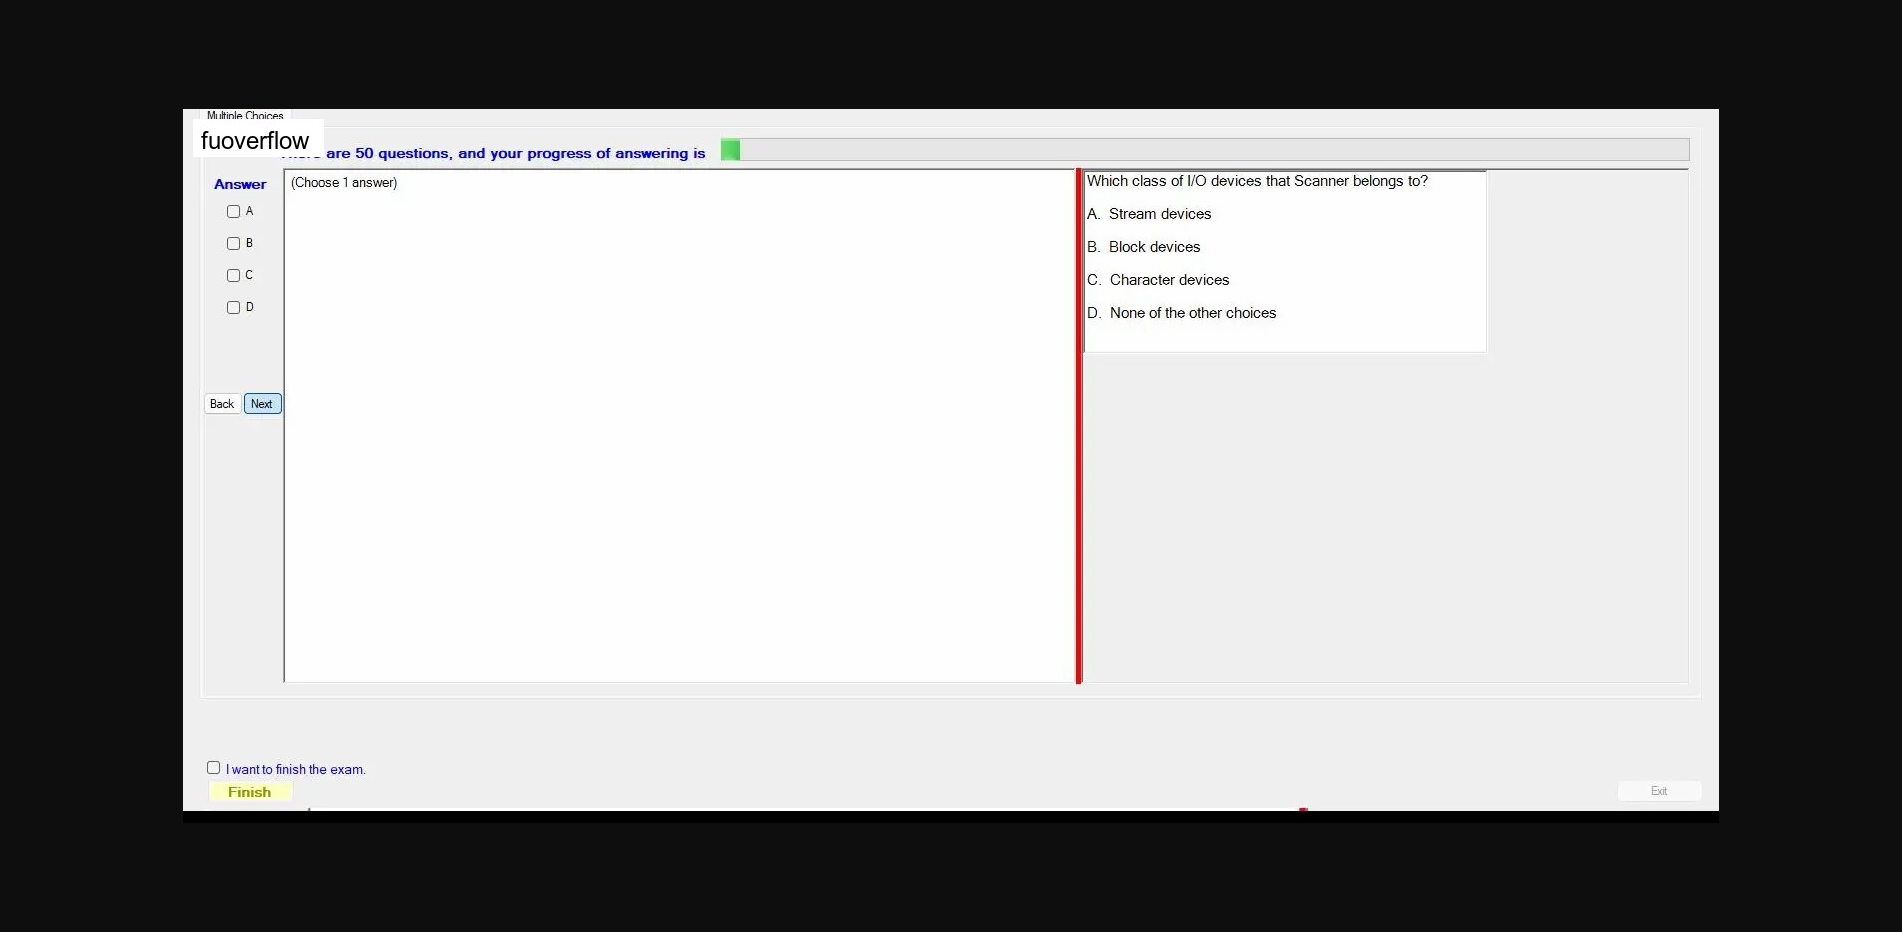 Multiple Choices
fuoverflow
are 50 questions, and your progress of answering is
Answer
(Choose 1 answer)
A
B
C
D
Back Next
Which class of I/O devices that Scanner belongs to?
A. Stream devices
B. Block devices
C. Character devices
D. None of the other choices
I want to finish the exam.
Finish
Exit